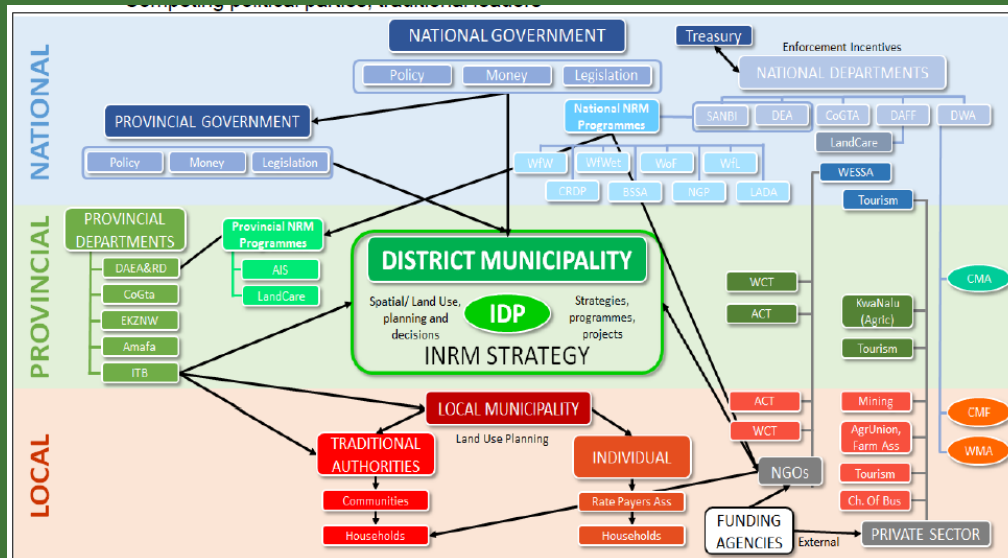 Competing political parties, traditional leaders
NATIONAL
NATIONAL GOVERNMENT
Policy
Money
Legislation
Treasury
Enforcement Incentives
NATIONAL DEPARTMENTS
PROVINCIAL GOVERNMENT
Policy
Money
Legislation
National NRM
Programmes
SANBI
DEA
CoGTA
DAFF
DWA
LandCare
WfW
WfWet
WoF
WfL
CRDP
BSSA
NGP
LADA
WESSA
Tourism
PROVINCIAL
PROVINCIAL
DEPARTMENTS
DAEA&RD
CoGta
EKZNW
Amafa
ITB
Provincial NRM
Programmes
AIS
LandCare
DISTRICT MUNICIPALITY
Spatial/ Land Use,
planning and
decisions
IDP
Strategies,
programmes,
projects
INRM STRATEGY
WCT
ACT
KwaNalu
(Agric)
Tourism
CMA
LOCAL
LOCAL MUNICIPALITY
Land Use Planning
TRADITIONAL
AUTHORITIES
Communities
Households
INDIVIDUAL
Rate Payers Ass
Households
ACT
WCT
NGOs
Mining
AgrUnion,
Farm Ass
Tourism
Ch. Of Bus
CMF
WMA
FUNDING
AGENCIES
External
PRIVATE SECTOR